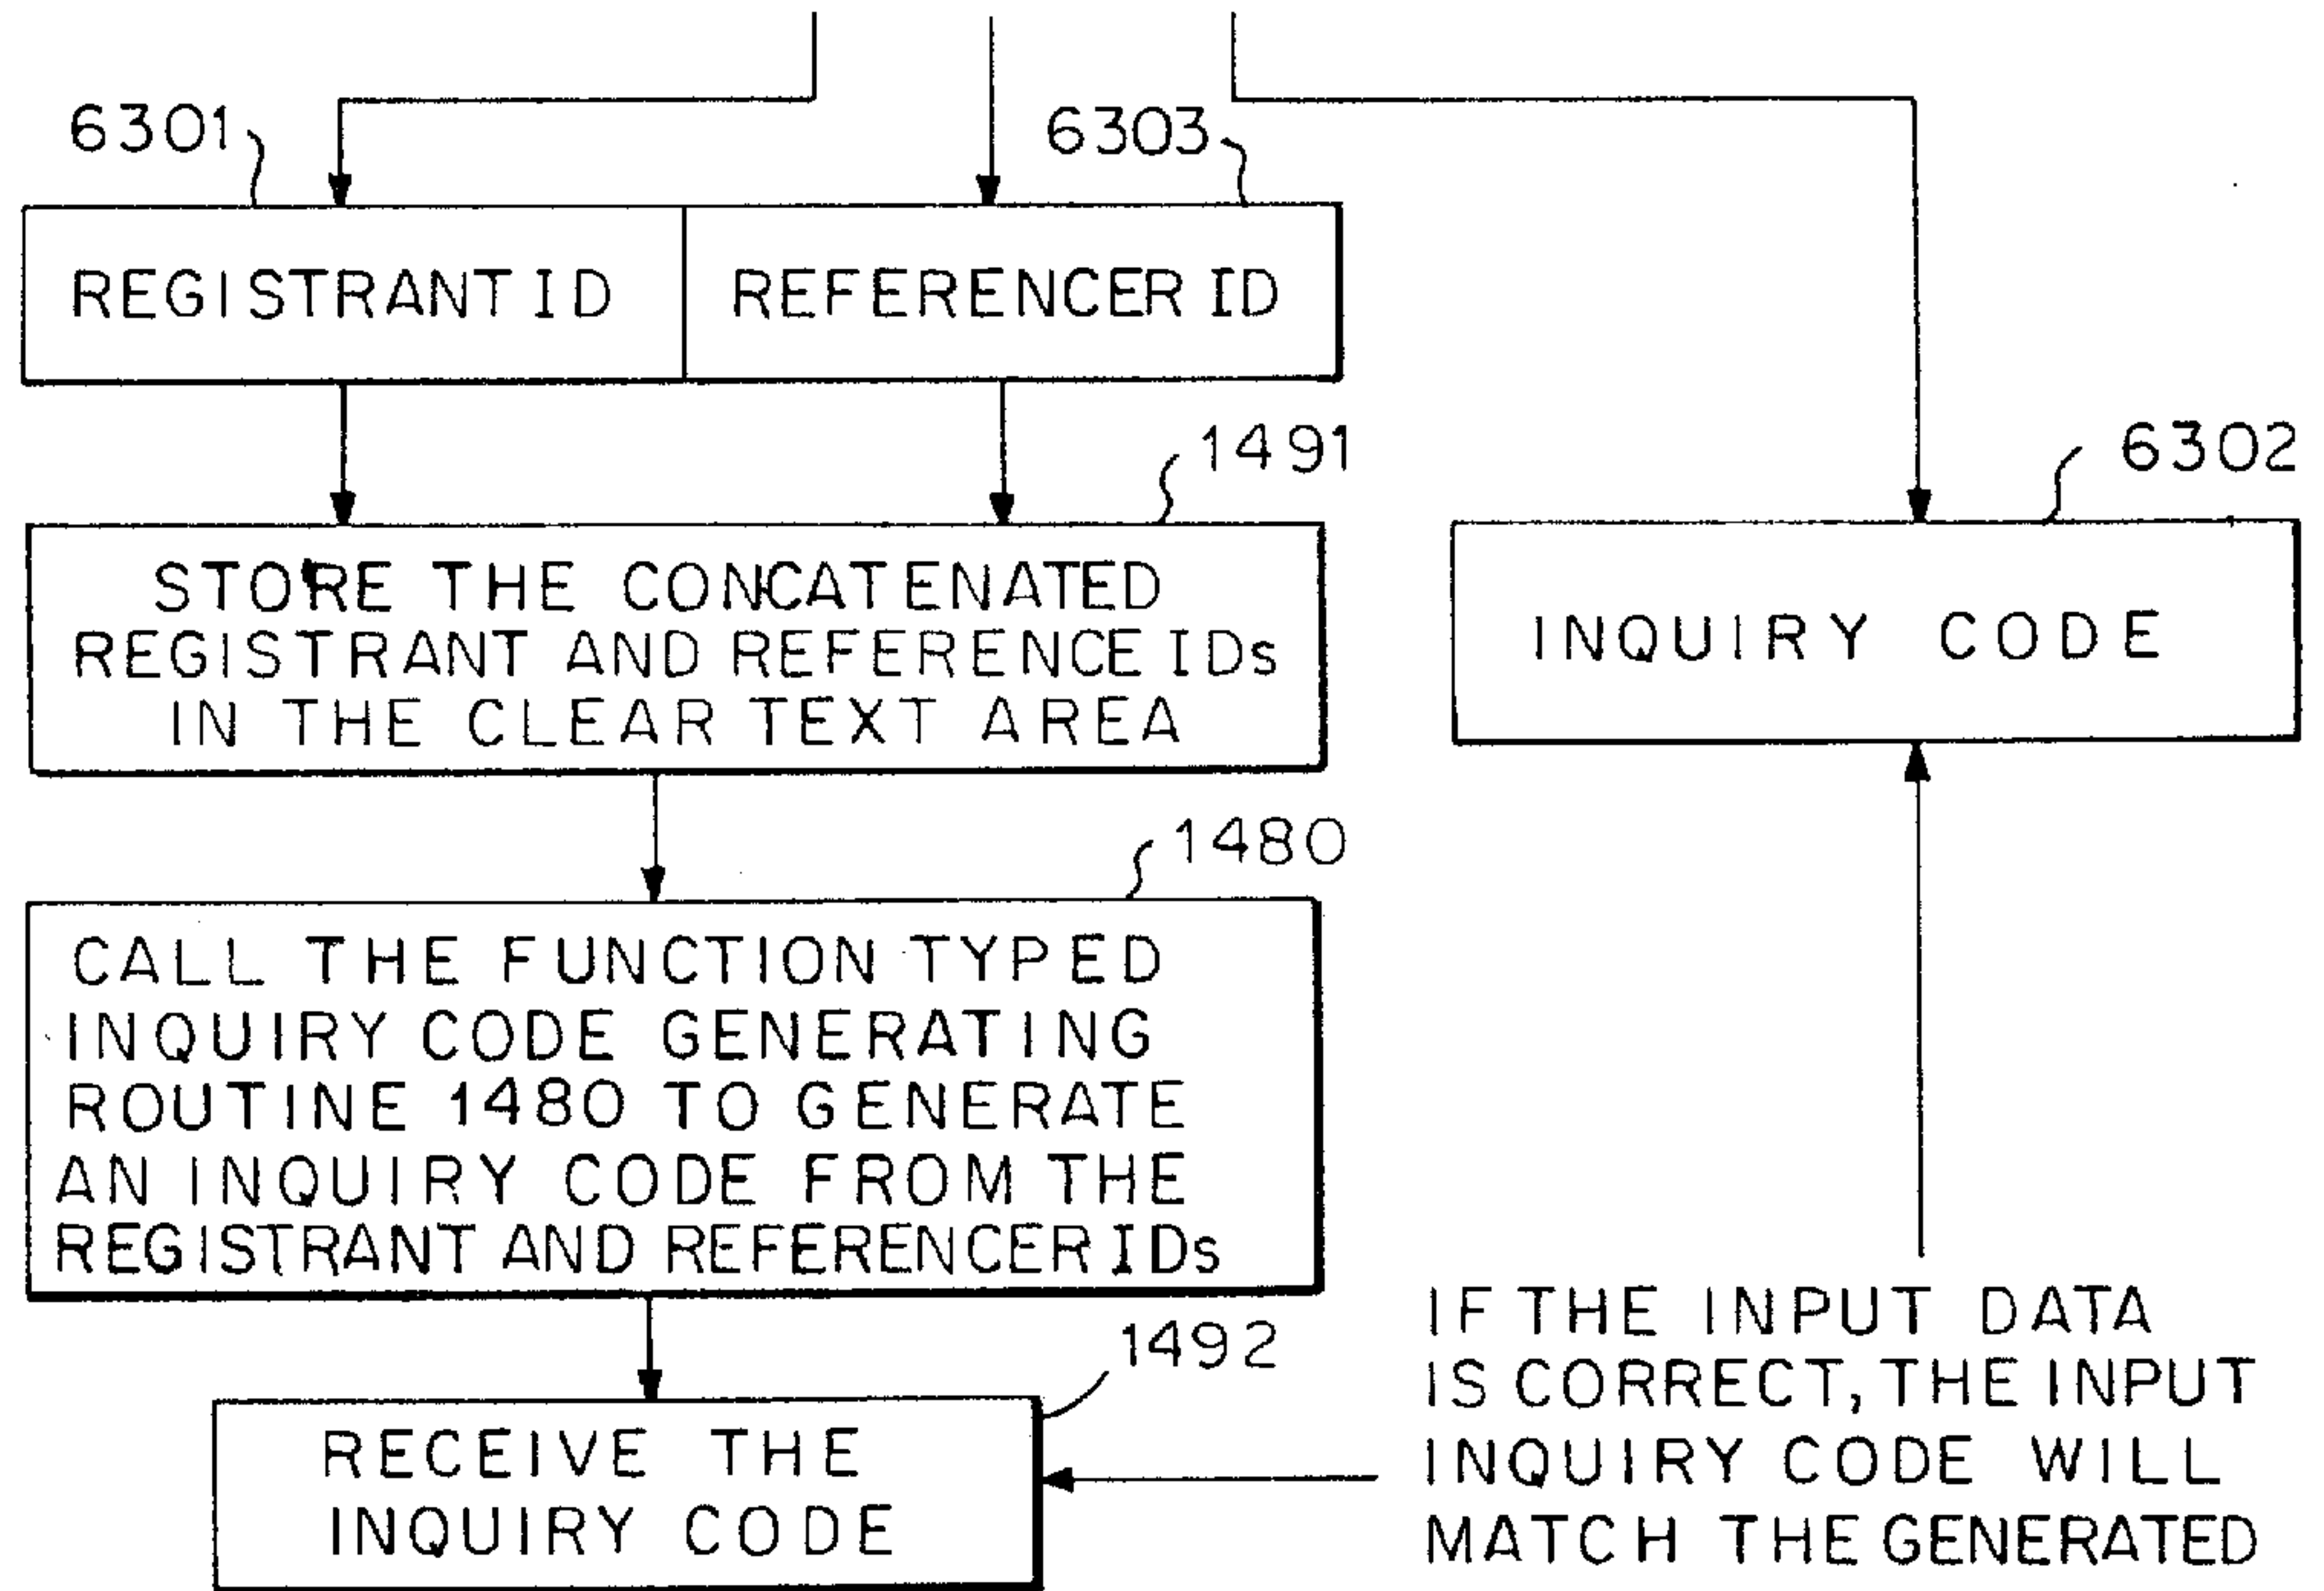 6301
6303
REGISTRANT ID
REFERENCER ID
1491
6302
STORE THE CONCATENATED
REGISTRANT AND REFERENCE IDs
IN THE CLEAR TEXT AREA
INQUIRY CODE
1480
CALL THE FUNCTION TYPED
INQUIRY CODE GENERATING
ROUTINE 1480 TO GENERATE
AN INQUIRY CODE FROM THE
REGISTRANT AND REFERENCER IDs
1492
RECEIVE THE
INQUIRY CODE
IF THE INPUT DATA
IS CORRECT, THE INPUT
INQUIRY CODE WILL
MATCH THE GENERATED